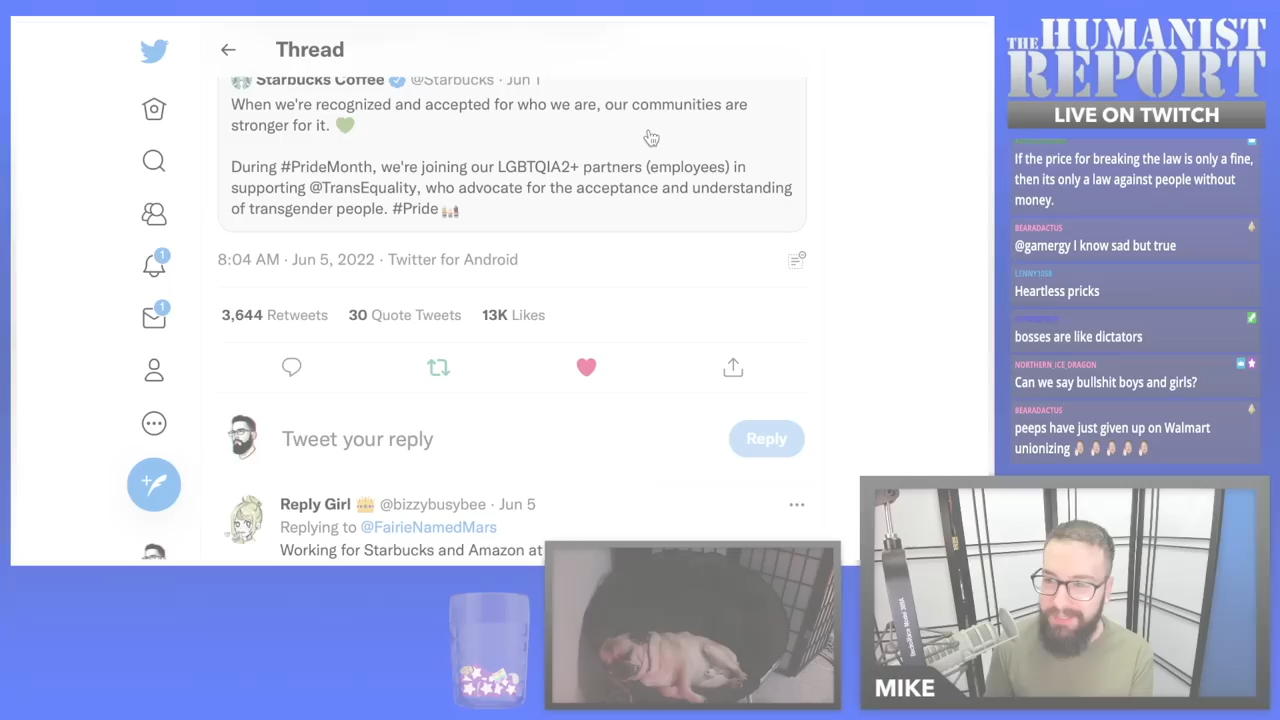 Thread
Starbucks Coffee @Starbucks · Jun 1
When we're recognized and accepted for who we are, our communities are
stronger for it. 💚
During #PrideMonth, we're joining our LGBTQIA2+ partners (employees) in
supporting @TransEquality, who advocate for the acceptance and understanding
of transgender people. #Pride
8:04 AM · Jun 5, 2022 · Twitter for Android
3,644 Retweets 30 Quote Tweets 13K Likes
Tweet your reply
Reply
Reply Girl 👑 @bizzybusybee · Jun 5
Replying to @FairieNamedMars
Working for Starbucks and Amazon at
1
1
THE HUMANIST
REPORT
LIVE ON TWITCH
If the price for breaking the law is only a fine,
then its only a law against people without
money.
BEARADACTUS
@gamergy I know sad but true
LENNY1058
Heartless pricks
bosses are like dictators
NORTHERN_ICE_DRAGON
Can we say bullshit boys and girls?
BEARADACTUS
peeps have just given up on Walmart
unionizing
MIKE